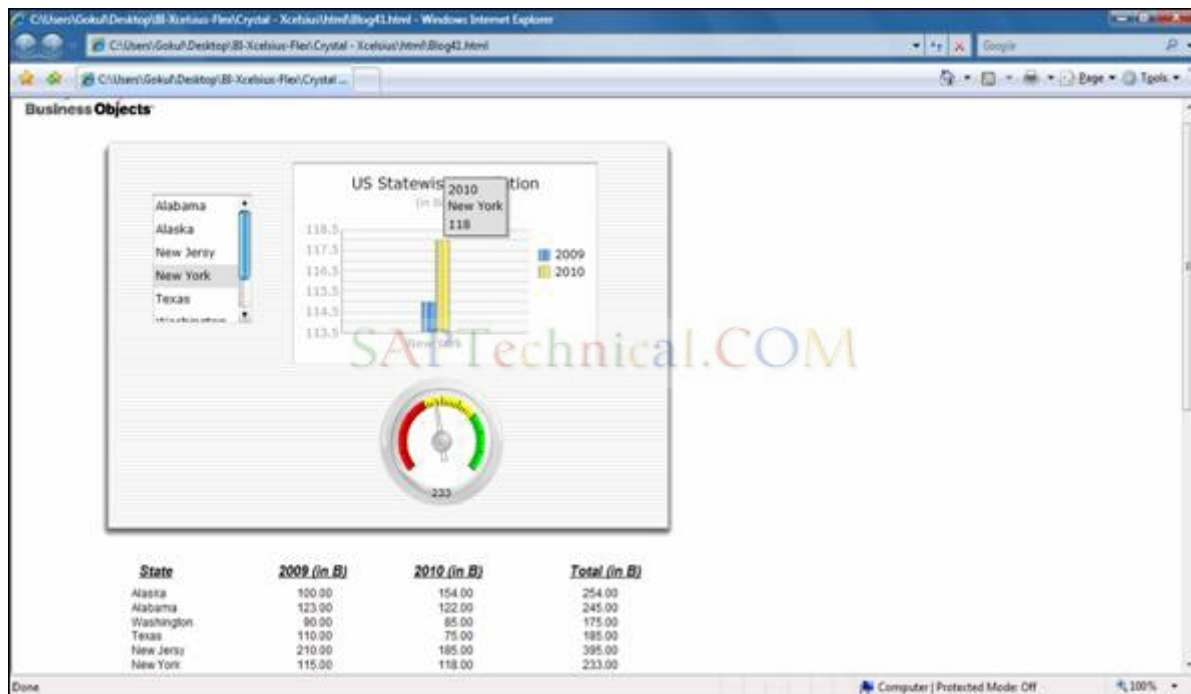 C:\Users\Gokul\Desktop\BI-Xcelsius-Flex\Crystal - Xcelsius\html\Blog41.html - Windows Internet Explorer
C:\Users\Gokul\Desktop\BI-Xcelsius-Flex\Crystal - Xcelsius\html\Blog41.html
Google
C:\Users\Gokul\Desktop\BI-Xcelsius-Flex\Crystal ...
Page
Tools
Business Objects
US Statewis tion
(in B
2010
New York
118
Alabama
Alaska
New Jersy
New York
Texas
Washington
118.5
117.5
116.5
115.5
114.5
113.5
2009
2010
New York
SAPTechnical.COM
233
State 2009 (in B) 2010 (in B) Total (in B)
Alaska 100.00 154.00 254.00
Alabama 123.00 122.00 245.00
Washington 90.00 85.00 175.00
Texas 110.00 75.00 185.00
New Jersy 210.00 185.00 395.00
New York 115.00 118.00 233.00
Done
Computer | Protected Mode: Off
100%